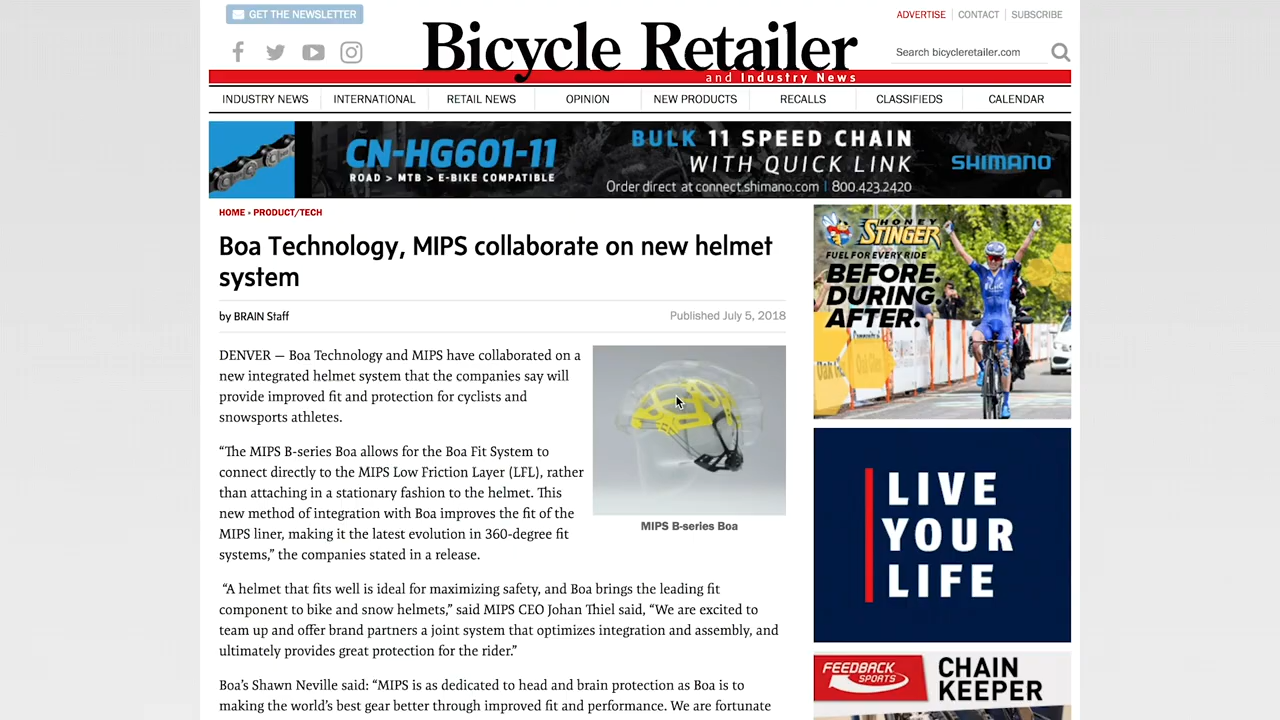 GET THE NEWSLETTER
ADVERTISE
CONTACT
SUBSCRIBE
Bicycle Retailer
and Industry News
Search bicycleretailer.com
INDUSTRY NEWS
INTERNATIONAL
RETAIL NEWS
OPINION
NEW PRODUCTS
RECALLS
CLASSIFIEDS
CALENDAR
CN-HG601-11
ROAD > MTB > E-BIKE COMPATIBLE
BULK 11 SPEED CHAIN
WITH QUICK LINK
Order direct at connect.shimano.com | 800.423.2420
SHIMANO
HOME • PRODUCT/TECH
Boa Technology, MIPS collaborate on new helmet
system
by BRAIN Staff
Published July 5, 2018
DENVER — Boa Technology and MIPS have collaborated on a
new integrated helmet system that the companies say will
provide improved fit and protection for cyclists and
snowsports athletes.
“The MIPS B-series Boa allows for the Boa Fit System to
connect directly to the MIPS Low Friction Layer (LFL), rather
than attaching in a stationary fashion to the helmet. This
new method of integration with Boa improves the fit of the
MIPS liner, making it the latest evolution in 360-degree fit
systems,” the companies stated in a release.
MIPS B-series Boa
“A helmet that fits well is ideal for maximizing safety, and Boa brings the leading fit
component to bike and snow helmets,” said MIPS CEO Johan Thiel said, “We are excited to
team up and offer brand partners a joint system that optimizes integration and assembly, and
ultimately provides great protection for the rider.”
Boa’s Shawn Neville said: “MIPS is as dedicated to head and brain protection as Boa is to
making the world’s best gear better through improved fit and performance. We are fortunate
HONEY
STINGER
FUEL FOR EVERY RIDE
BEFORE.
DURING.
AFTER.
LIVE
YOUR
LIFE
FEEDBACK
SPORTS
CHAIN
KEEPER